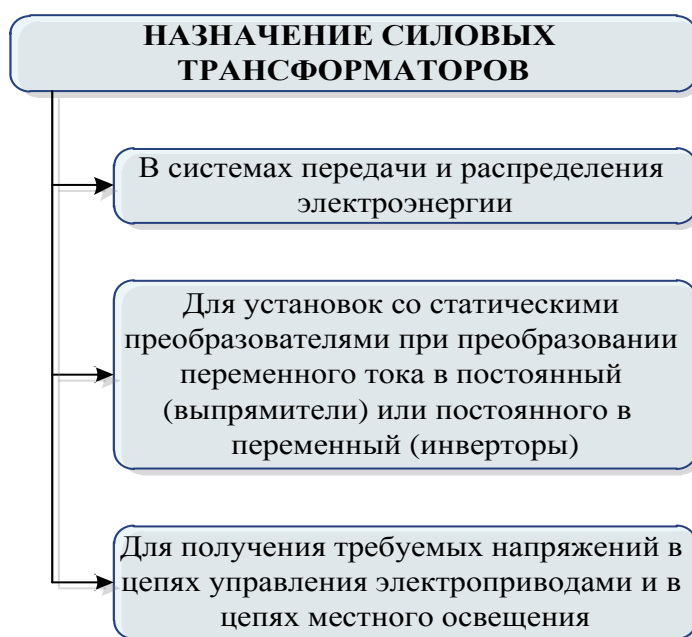 НАЗНАЧЕНИЕ СИЛОВЫХ
ТРАНСФОРМАТОРОВ
В системах передачи и распределения
электроэнергии
Для установок со статическими
преобразователями при преобразовании
переменного тока в постоянный
(выпрямители) или постоянного в
переменный (инверторы)
Для получения требуемых напряжений в
цепях управления электроприводами и в
цепях местного освещения